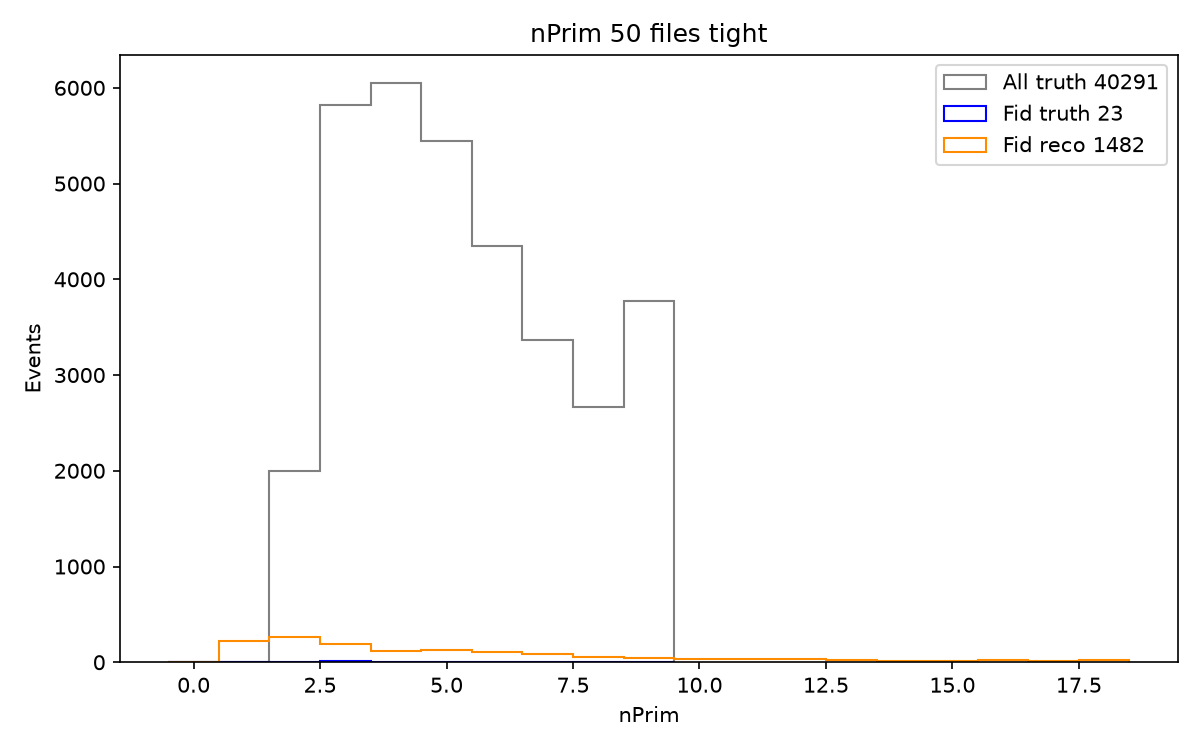 nPrim 50 files tight
All truth 40291
Fid truth 23
Fid reco 1482
6000
5000
4000
3000
2000
1000
0
Events
0.0 2.5 5.0 7.5 10.0 12.5 15.0 17.5
nPrim